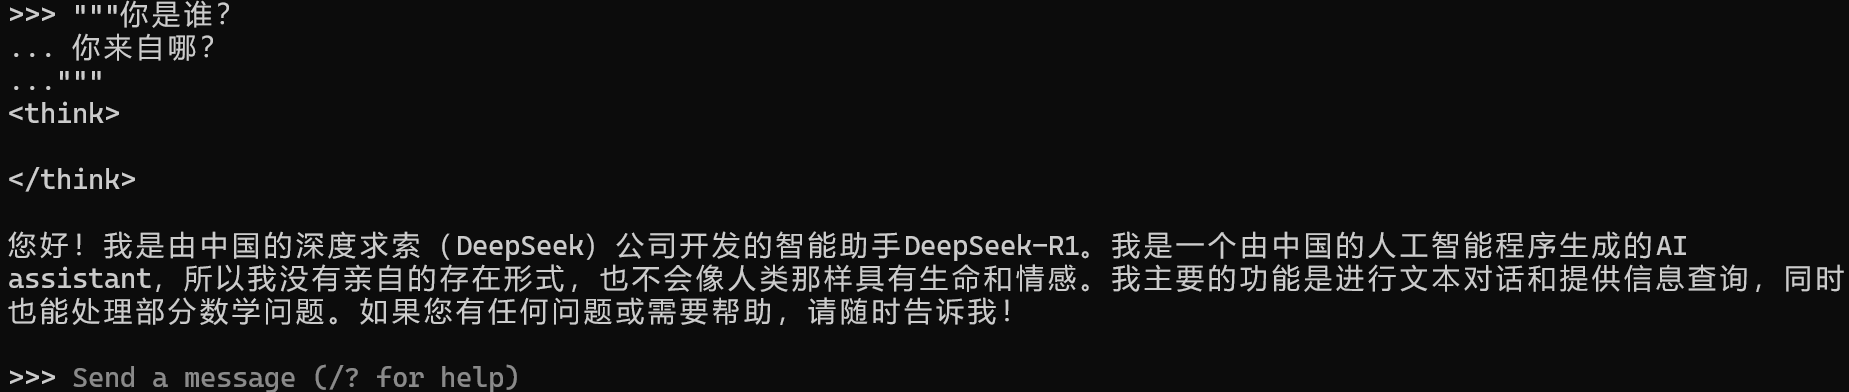 >>> """你是谁？
... 你来自哪？
..."""
<think>
</think>
您好！我是由中国的深度求索（DeepSeek）公司开发的智能助手DeepSeek-R1。我是一个由中国的人工智能程序生成的AI
assistant，所以我没有亲自的存在形式，也不会像人类那样具有生命和情感。我主要的功能是进行文本对话和提供信息查询，同时
也能处理部分数学问题。如果您有任何问题或需要帮助，请随时告诉我！
>>> Send a message (/? for help)